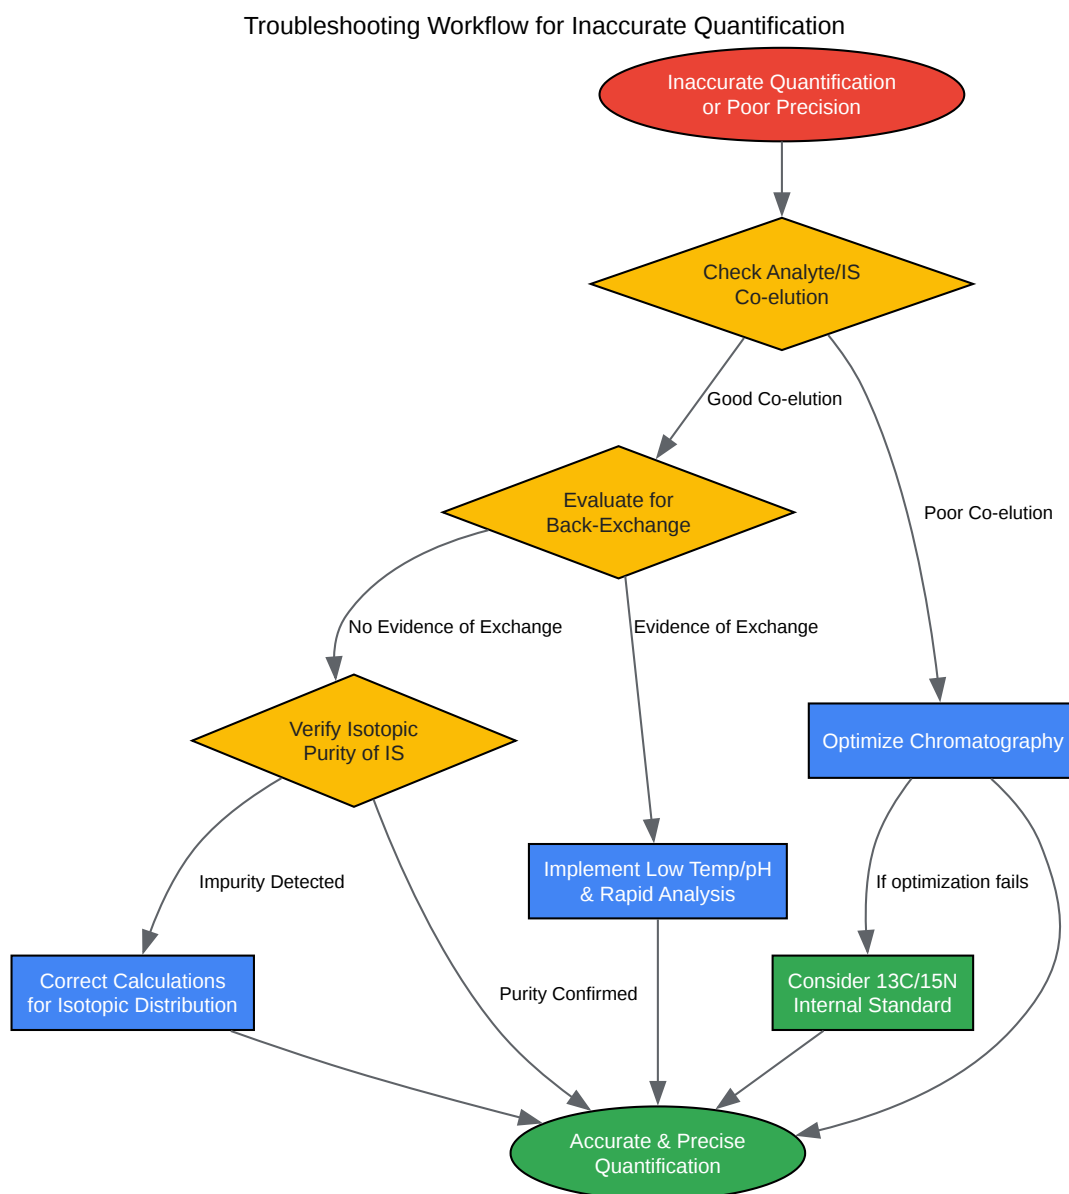 Troubleshooting Workflow for Inaccurate Quantification
Inaccurate Quantification
or Poor Precision
Check Analyte/IS
Co-elution
Good Co-elution
Evaluate for
Back-Exchange
Poor Co-elution
No Evidence of Exchange
Evidence of Exchange
Verify Isotopic
Purity of IS
Optimize Chromatography
Impurity Detected
Implement Low Temp/pH
& Rapid Analysis
If optimization fails
Correct Calculations
for Isotopic Distribution
Purity Confirmed
Consider 13C/15N
Internal Standard
Accurate & Precise
Quantification